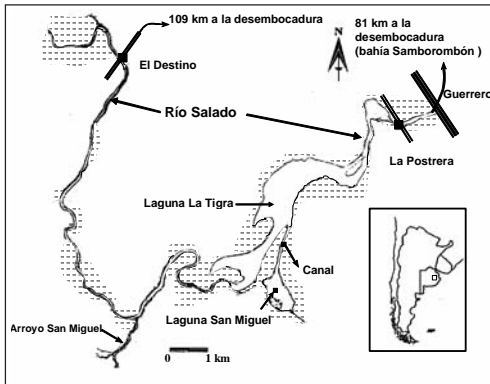 109 km a la desembocadura
El Destino
81 km a la
desembocadura
(bahía Samborombón)
Guerrero
Río Salado
La Postrera
Laguna La Tigra
Canal
Laguna San Miguel
Arroyo San Miguel
0 1 km
N